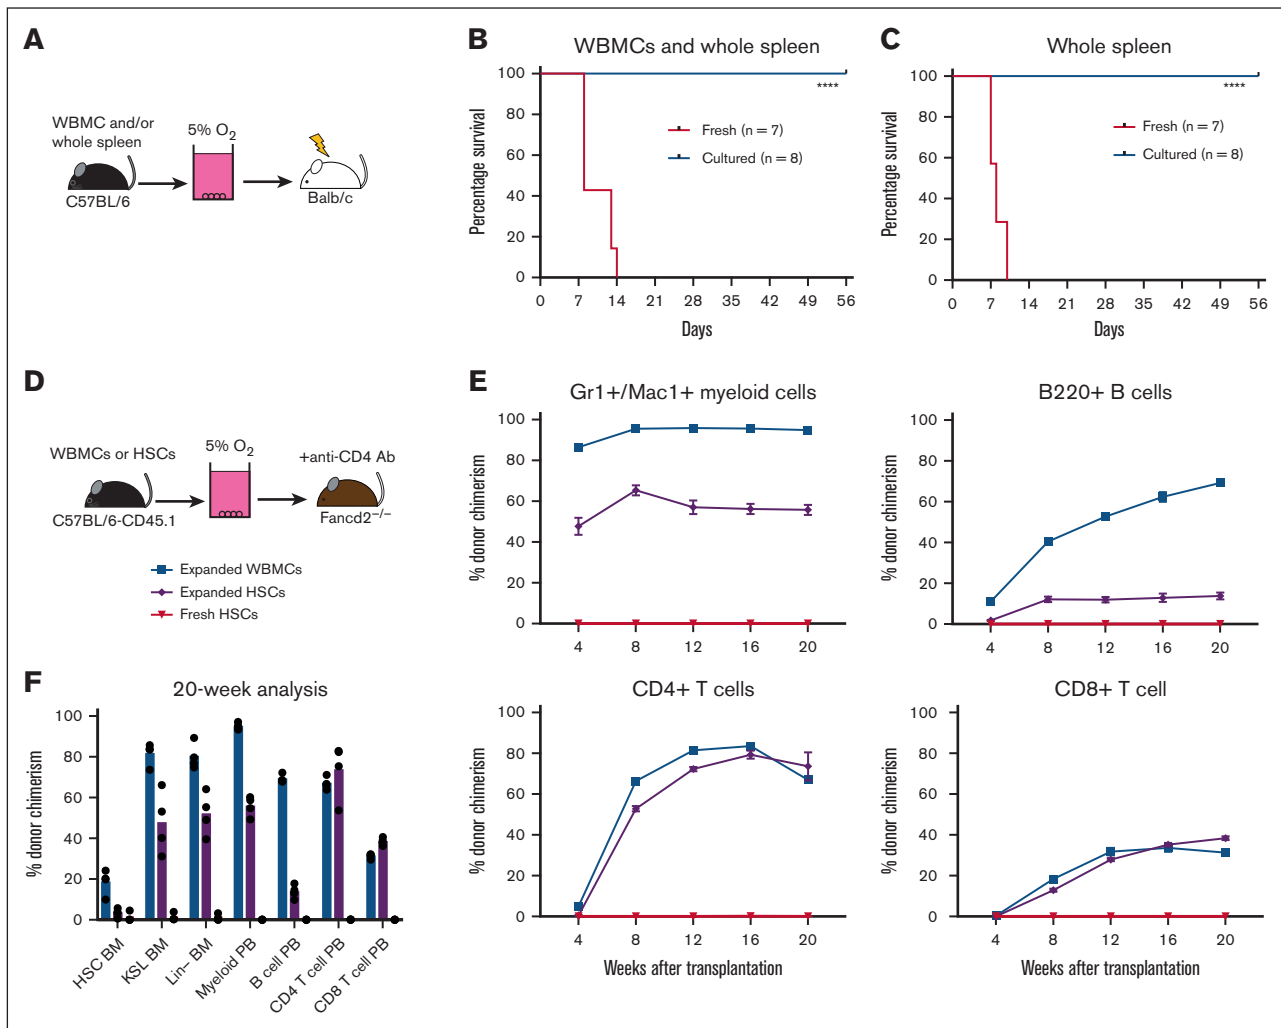 A
WBMC and/or
whole spleen
5% O2
C57BL/6
Balb/c
B
WBMCs and whole spleen
Percentage survival
100
80
60
40
20
0
Fresh (n = 7)
Cultured (n = 8)
****
0 7 14 21 28 35 42 49 56
Days
C
Whole spleen
Percentage survival
100
80
60
40
20
0
****
Fresh (n = 7)
Cultured (n = 8)
0 7 14 21 28 35 42 49 56
Days
D
WBMCs or HSCs
5% O2
+anti-CD4 Ab
C57BL/6-CD45.1
Fancd2−/−
Expanded WBMCs
Expanded HSCs
Fresh HSCs
E
Gr1+/Mac1+ myeloid cells
% donor chimerism
100
80
60
40
20
0
4 8 12 16 20
B220+ B cells
% donor chimerism
100
80
60
40
20
0
4 8 12 16 20
CD4+ T cells
% donor chimerism
100
80
60
40
20
0
4 8 12 16 20
Weeks after transplantation
CD8+ T cell
% donor chimerism
100
80
60
40
20
0
4 8 12 16 20
Weeks after transplantation
F
20-week analysis
% donor chimerism
100
80
60
40
20
0
HSC BM
KSL BM
Lin− BM
Myeloid PB
B cell PB
CD4 T cell PB
CD8 T cell PB